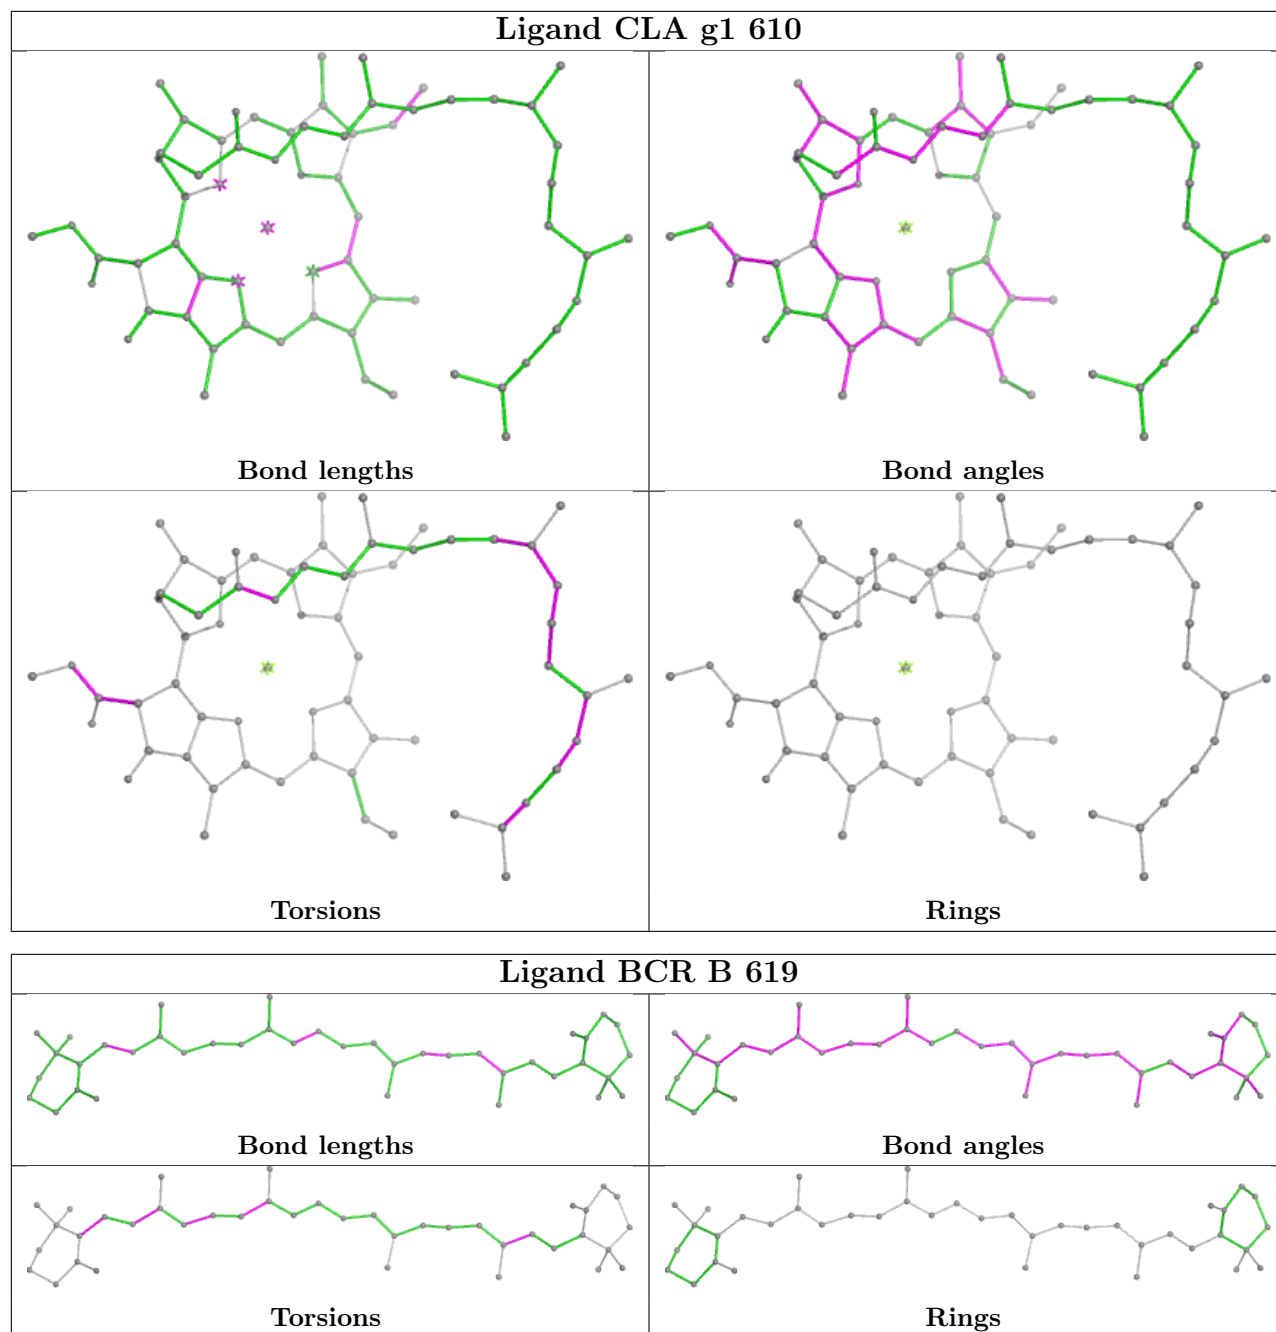 Ligand CLA g1 610
Bond lengths
Bond angles
Torsions
Rings
Ligand BCR B 619
Bond lengths
Bond angles
Torsions
Rings